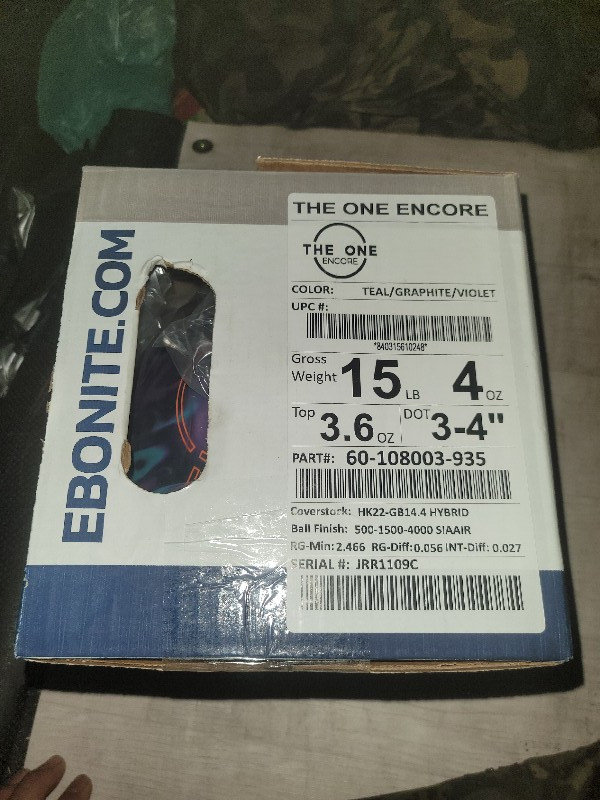 EBONITE.COM
THE ONE ENCORE
THE ONE
ENCORE
COLOR: TEAL/GRAPHITE/VIOLET
UPC #:
*840315610248*
Gross Weight 15 LB 4 OZ
Top 3.6 OZ DOT 3-4"
PART#: 60-108003-935
Coverstock: HK22-GB14.4 HYBRID
Ball Finish: 500-1500-4000 SIAAIR
RG-Min: 2.466 RG-Diff: 0.056 INT-Diff: 0.027
SERIAL #: JRR1109C